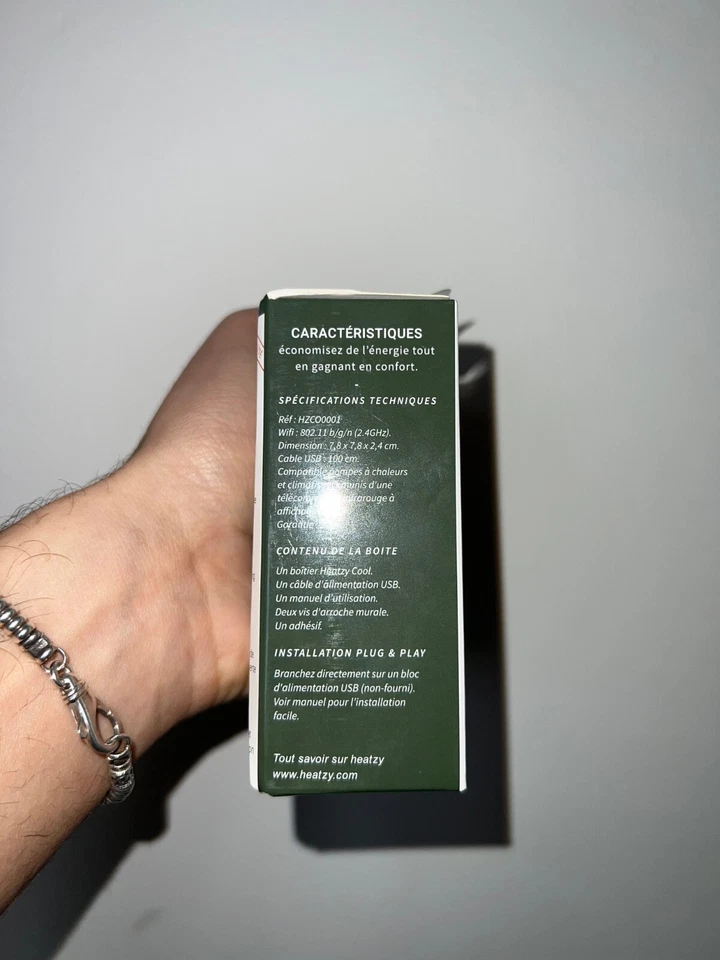 CARACTÉRISTIQUES
économisez de l'énergie tout
en gagnant en confort.
-
SPÉCIFICATIONS TECHNIQUES
Réf : HZCO0001
Wifi : 802.11 b/g/n (2.4GHz).
Dimension : 7,8 x 7,8 x 2,4 cm.
Cable USB : 100 cm.
Compatible pompes à chaleurs
et munis d'une
infrarouge à
Garantie
CONTENU DE LA BOITE
Un boîtier Heatzy Cool.
Un câble d'alimentation USB.
Un manuel d'utilisation.
Deux vis d'arroche murale.
Un adhésif.
INSTALLATION PLUG & PLAY
Branchez directement sur un bloc
d'alimentation USB (non-fourni).
Voir manuel pour l'installation
facile.
Tout savoir sur heatzy
www.heatzy.com